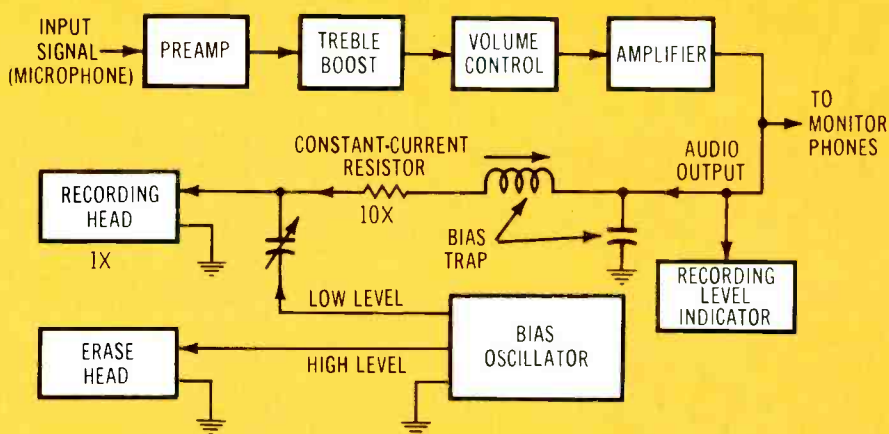 INPUT
SIGNAL
(MICROPHONE)
PREAMP
TREBLE
BOOST
VOLUME
CONTROL
AMPLIFIER
TO
MONITOR
PHONES
AUDIO
OUTPUT
CONSTANT-CURRENT
RESISTOR
10X
BIAS
TRAP
RECORDING
HEAD
1X
RECORDING
LEVEL
INDICATOR
LOW LEVEL
BIAS
OSCILLATOR
HIGH LEVEL
ERASE
HEAD